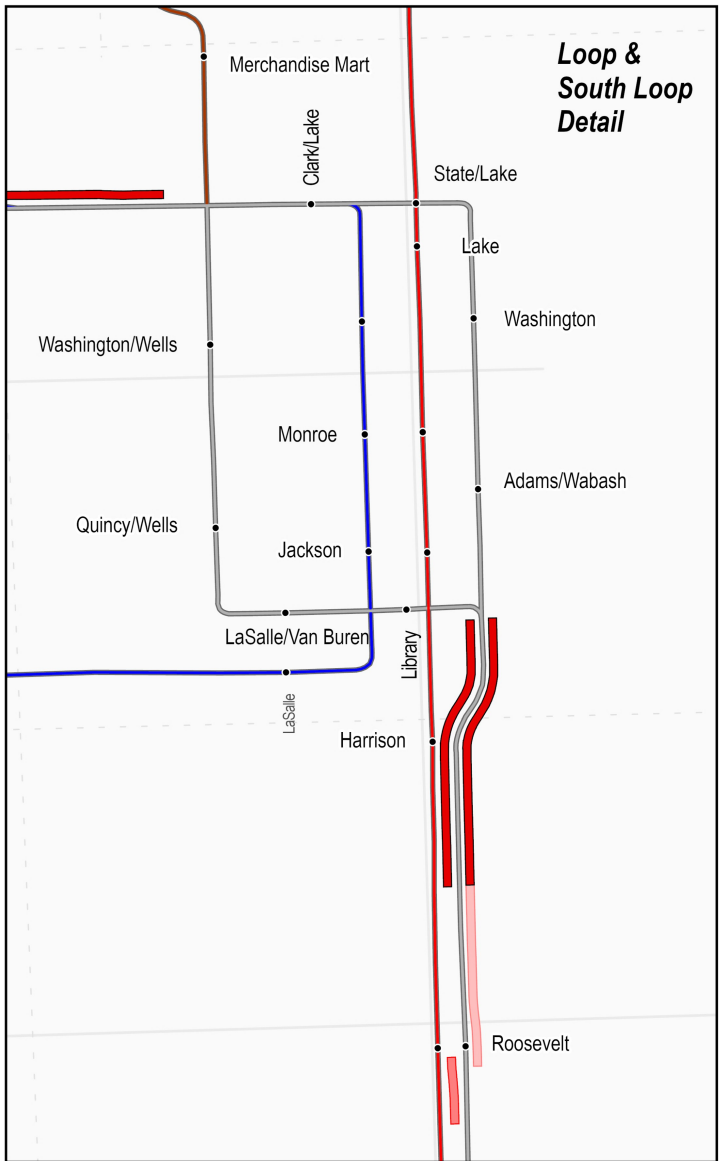 Loop &
South Loop
Detail
Merchandise Mart
Clark/Lake
State/Lake
Lake
Washington
Washington/Wells
Monroe
Adams/Wabash
Quincy/Wells
Jackson
LaSalle/Van Buren
Library
LaSalle
Harrison
Roosevelt